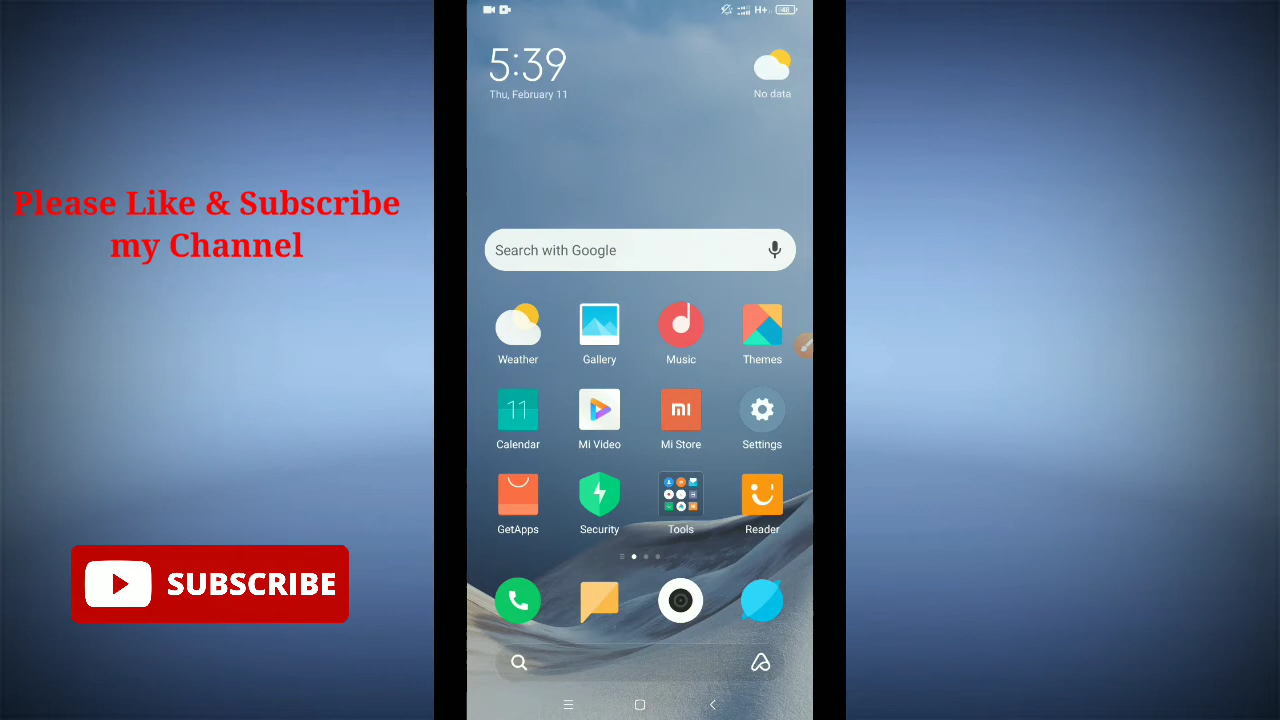 H+
48
5:39
Thu, February 11
No data
Please Like & Subscribe
my Channel
Search with Google
Weather
Gallery
Music
Themes
11
mi
Calendar
Mi Video
Mi Store
Settings
GetApps
Security
Tools
Reader
SUBSCRIBE